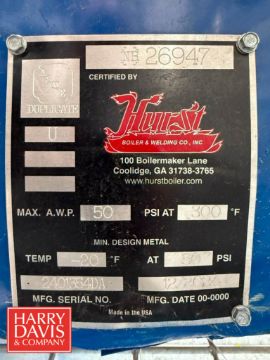 NB 26947
CERTIFIED BY
DUPLICATE
U
Hurst
BOILER & WELDING CO., INC
100 Boilermaker Lane
Coolidge, GA 31738-3765
www.hurstboiler.com
MAX. A.W.P. 50 PSI AT 300 °F
MIN. DESIGN METAL
TEMP -20 °F AT 50 PSI
MFG. SERIAL NO. MFG. DATE 00-0000
Made in the USA
HARRY
DAVIS
& COMPANY